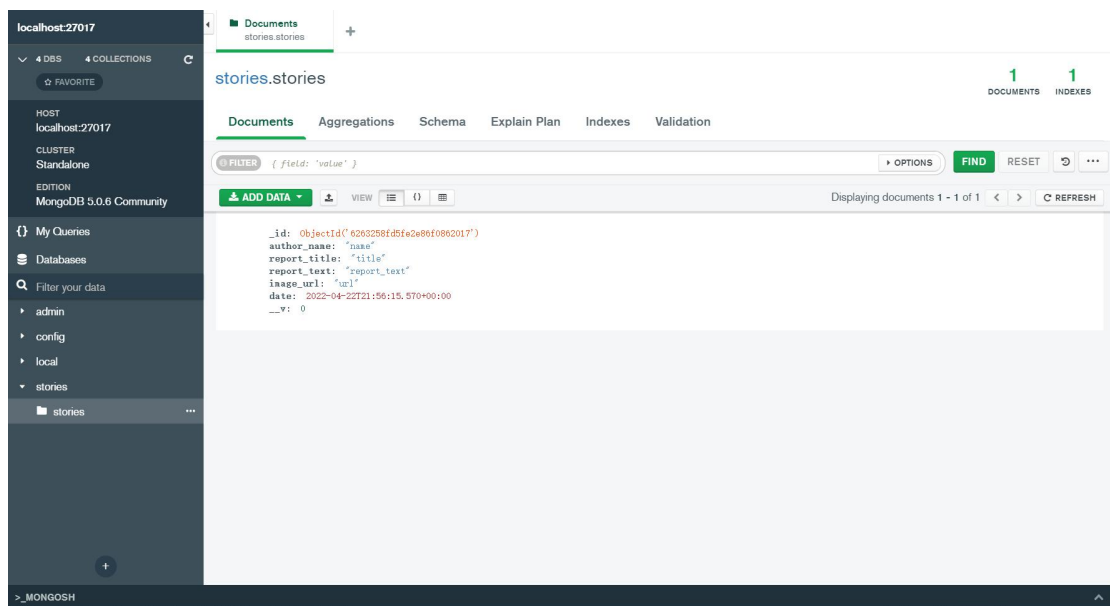 localhost:27017
4 DBS 4 COLLECTIONS
FAVORITE
HOST
localhost:27017
CLUSTER
Standalone
EDITION
MongoDB 5.0.6 Community
{} My Queries
Databases
Filter your data
admin
config
local
stories
stories
>_MONGOSH
Documents
stories.stories
stories.stories
1 DOCUMENTS
1 INDEXES
Documents Aggregations Schema Explain Plan Indexes Validation
FILTER { field: 'value' } OPTIONS FIND RESET
ADD DATA VIEW {} Displaying documents 1 - 1 of 1 REFRESH
_id: ObjectId('6263258fd5fe2e86f0862017')
author_name: "name"
report_title: "title"
report_text: "report_text"
image_url: "url"
date: 2022-04-22T21:56:15.570+00:00
__v: 0